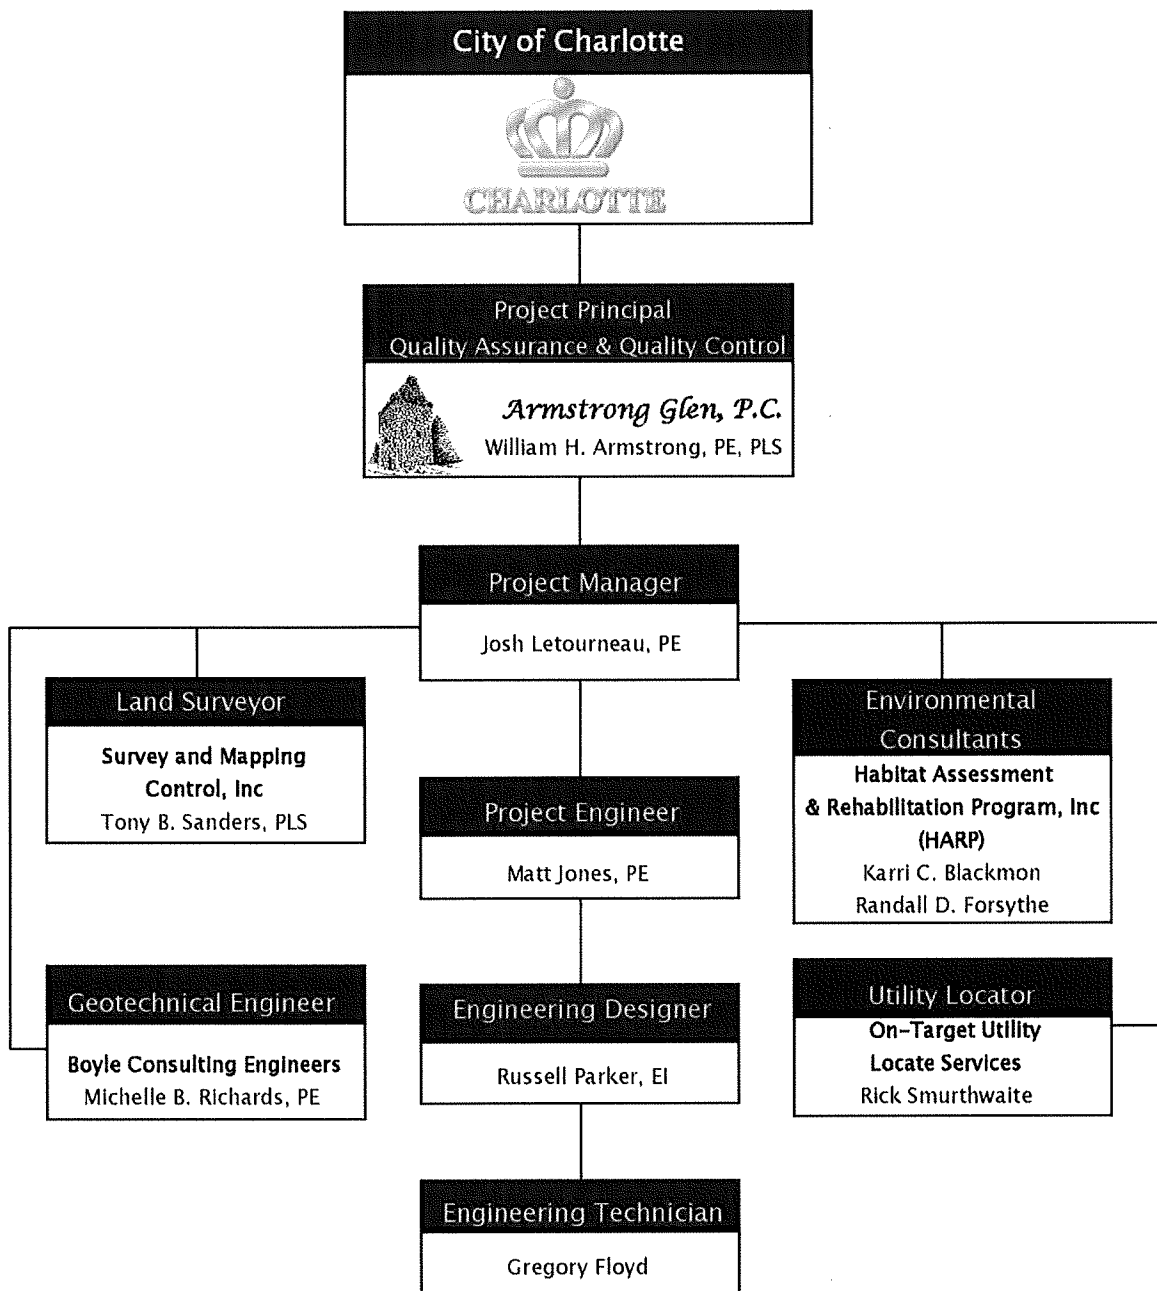 City of Charlotte
CHARLOTTE
Project Principal
Quality Assurance & Quality Control
Armstrong Glen, P.C.
William H. Armstrong, PE, PLS
Project Manager
Josh Letourneau, PE
Land Surveyor
Survey and Mapping
Control, Inc
Tony B. Sanders, PLS
Environmental
Consultants
Habitat Assessment
& Rehabilitation Program, Inc
(HARP)
Karri C. Blackmon
Randall D. Forsythe
Project Engineer
Matt Jones, PE
Geotechnical Engineer
Boyle Consulting Engineers
Michelle B. Richards, PE
Engineering Designer
Russell Parker, EI
Utility Locator
On-Target Utility
Locate Services
Rick Smurthwaite
Engineering Technician
Gregory Floyd